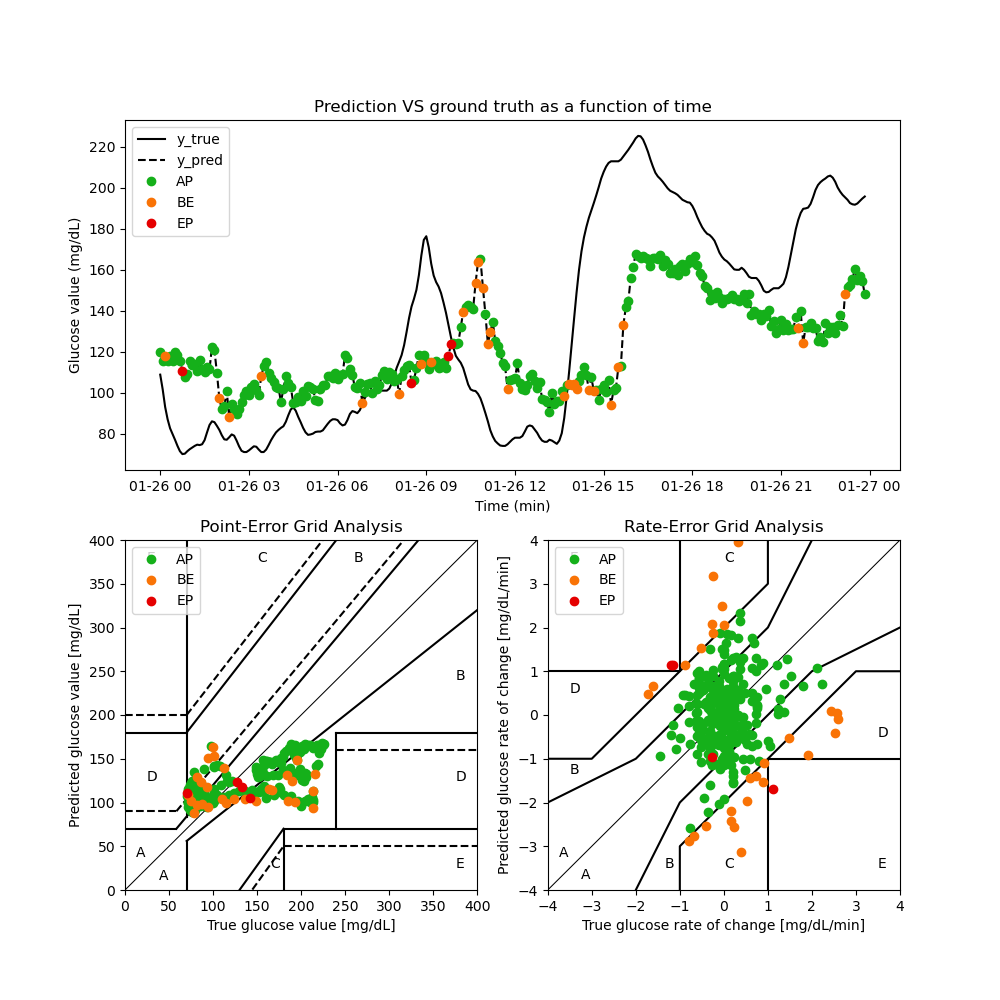 Prediction VS ground truth as a function of time
Glucose value (mg/dL)
220
200
180
160
140
120
100
80
y_true
y_pred
AP
BE
EP
01-26 00 01-26 03 01-26 06 01-26 09 01-26 12 01-26 15 01-26 18 01-26 21 01-27 00
Time (min)
Point-Error Grid Analysis
Predicted glucose value [mg/dL]
400
350
300
250
200
150
100
50
0
AP
BE
EP
C B
B
D D
A
A C E
0 50 100 150 200 250 300 350 400
True glucose value [mg/dL]
Rate-Error Grid Analysis
Predicted glucose rate of change [mg/dL/min]
4
3
2
1
0
−1
−2
−3
−4
AP
BE
EP
C
D
D
B
A
A B C E
−4 −3 −2 −1 0 1 2 3 4
True glucose rate of change [mg/dL/min]